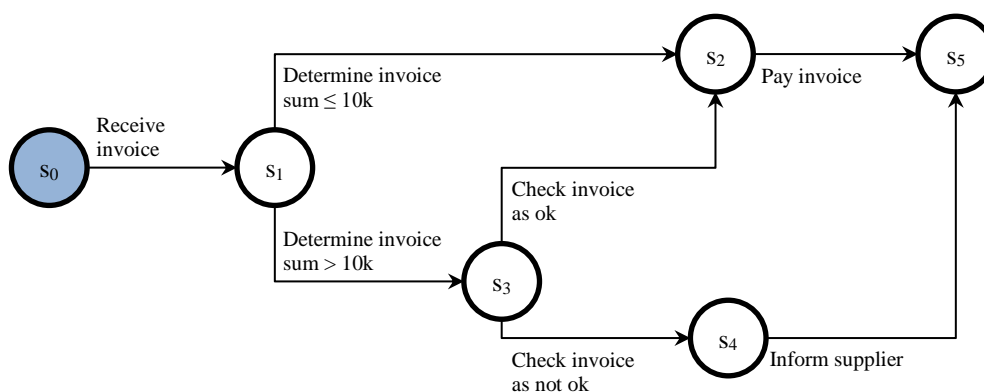 s0
Receive
invoice
s1
Determine invoice
sum ≤ 10k
Determine invoice
sum > 10k
s2
Pay invoice
s5
Check invoice
as ok
s3
Check invoice
as not ok
s4
Inform supplier